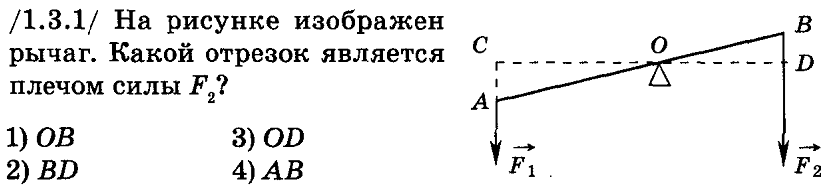 /1.3.1/ На рисунке изображен
рычаг. Какой отрезок является
плечом силы F₂?
1) OB
3) OD
2) BD
4) AB
C
O
B
D
A
F₁
F₂